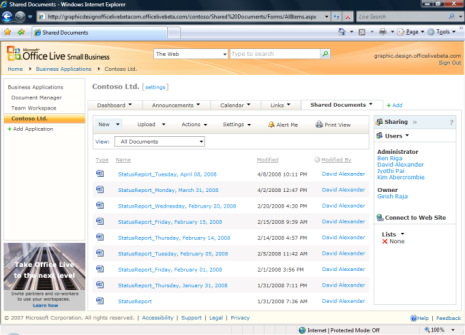 Shared Documents - Windows Internet Explorer
http://graphicdesignofficelivebeta.com.officelivebeta.com/contoso/Shared%20Documents/Forms/AllItems.aspx
Live Search
Shared Documents
Page
Tools
Microsoft
Office Live Small Business
The Web
Type to search
graphic.design.officelivebeta.com
Sign Out
Home
Business Applications
Contoso Ltd.
Business Applications
Document Manager
Team Workspace
Contoso Ltd.
Add Application
Contoso Ltd. [settings]
Dashboard
Announcements
Calendar
Links
Shared Documents
Add
New
Upload
Actions
Settings
Alert Me
Print View
View: All Documents
Type Name Modified Modified By
StatusReport_Tuesday, April 08, 2008 4/8/2008 10:11 PM David Alexander
StatusReport_Monday, March 31, 2008 4/2/2008 12:47 PM David Alexander
StatusReport_Wednesday, February 20, 2008 2/20/2008 4:30 PM David Alexander
StatusReport_Friday, February 15, 2008 2/15/2008 9:59 AM David Alexander
StatusReport_Thursday, February 14, 2008 2/14/2008 4:57 PM David Alexander
StatusReport_Tuesday, February 05, 2008 2/5/2008 11:42 AM David Alexander
StatusReport_Friday, February 01, 2008 2/1/2008 3:56 PM David Alexander
StatusReport_Thursday, January 31, 2008 1/31/2008 7:11 PM David Alexander
StatusReport 1/31/2008 7:36 AM David Alexander
Sharing
?
Users
Administrator
Ben Riga
David Alexander
Jyothi Pai
Kim Abercrombie
Owner
Girish Raja
Connect to Web Site
Lists
None
Take Office Live
to the next level
Invite partners and co-workers
to use your workspaces.
Learn how
© 2007 Microsoft Corporation. All rights reserved. | Accessibility | Support | Legal | Privacy
Help | Feedback
Internet | Protected Mode: Off
100%